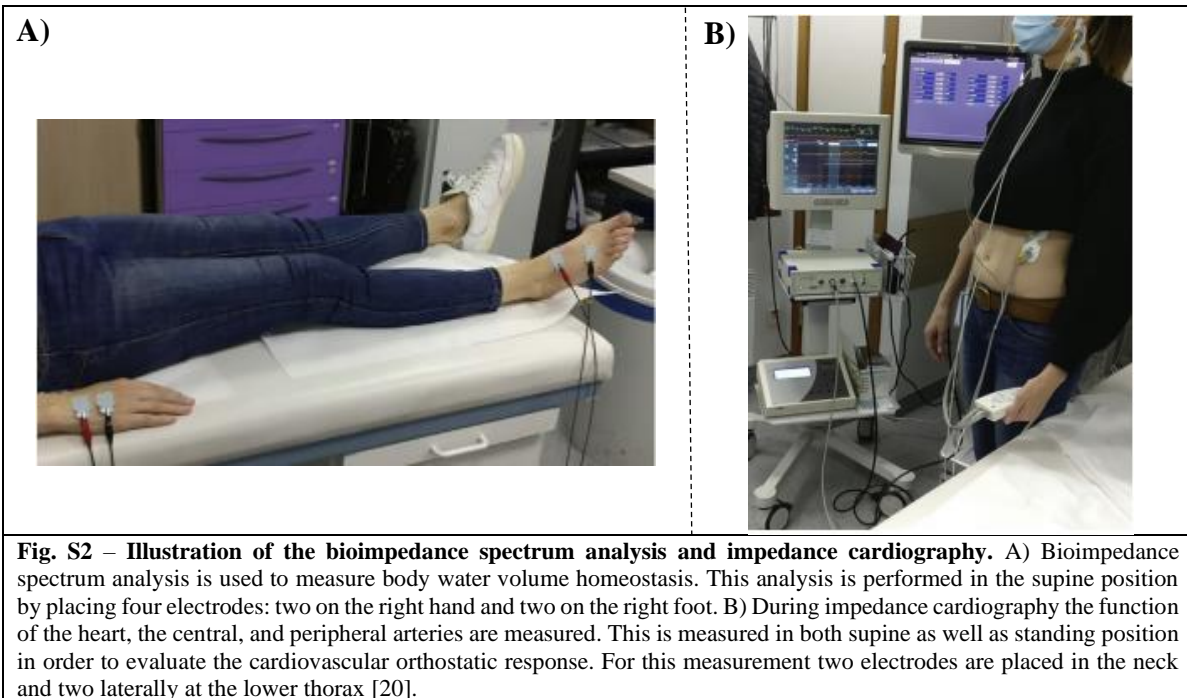 A)
B)
Fig. S2 – Illustration of the bioimpedance spectrum analysis and impedance cardiography. A) Bioimpedance
spectrum analysis is used to measure body water volume homeostasis. This analysis is performed in the supine position
by placing four electrodes: two on the right hand and two on the right foot. B) During impedance cardiography the function
of the heart, the central, and peripheral arteries are measured. This is measured in both supine as well as standing position
in order to evaluate the cardiovascular orthostatic response. For this measurement two electrodes are placed in the neck
and two laterally at the lower thorax [20].